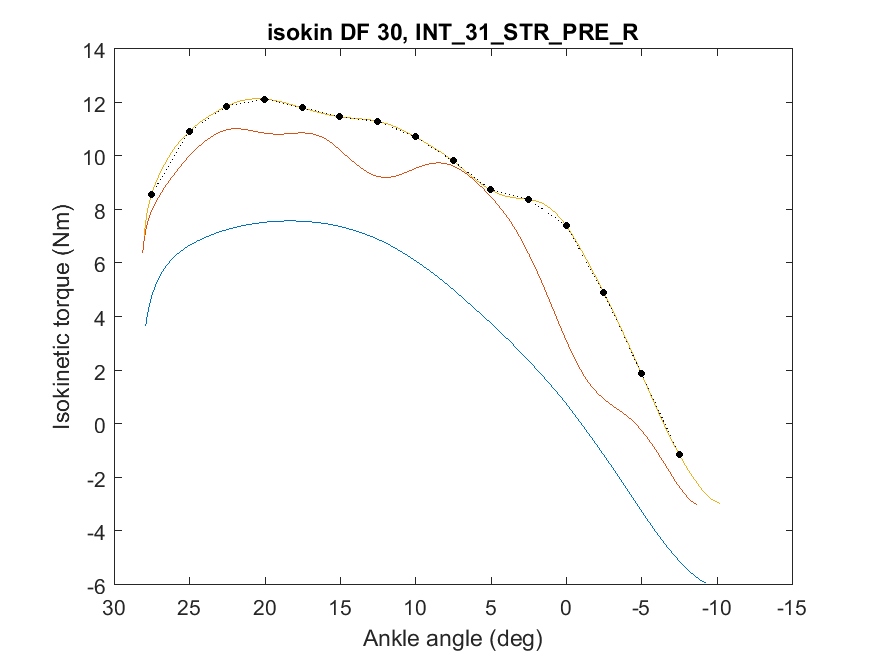 isokin DF 30, INT_31_STR_PRE_R
14
12
10
8
6
4
2
0
-2
-4
-6
Isokinetic torque (Nm)
30 25 20 15 10 5 0 -5 -10 -15
Ankle angle (deg)